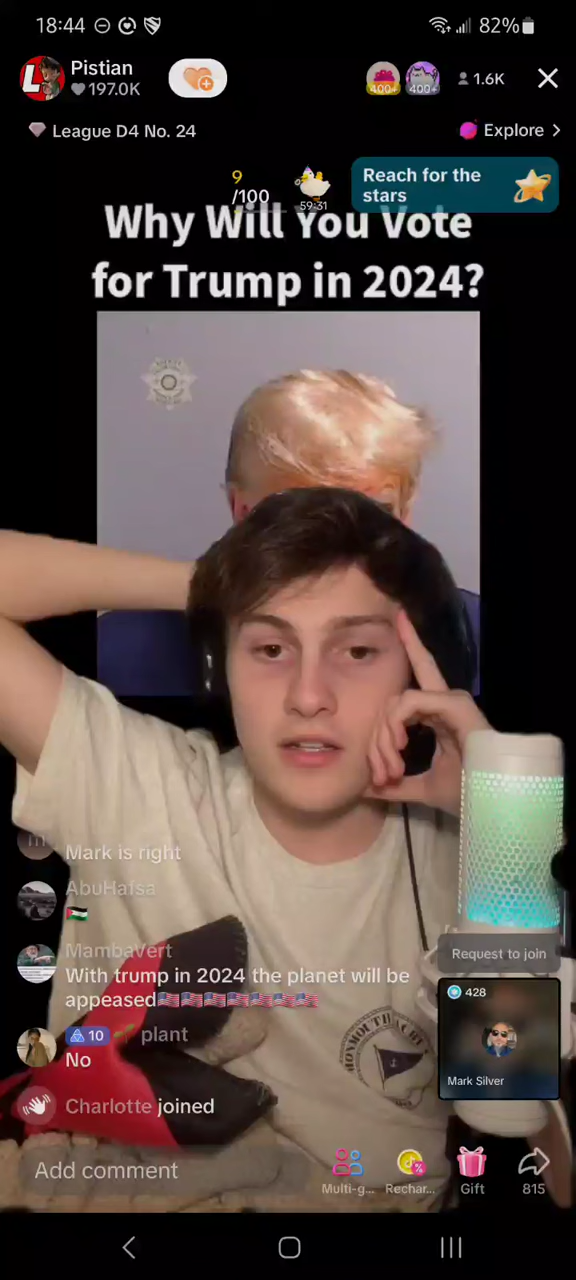 18:44
82%
Pistian
197.0K
400+
400+
1.6K
League D4 No. 24
Explore
9
/100
59:31
Reach for the
stars
Why Will You Vote
for Trump in 2024?
Mark is right
AbuHafsa
🇵🇸
MambaVert
With trump in 2024 the planet will be
appeased🇺🇸🇺🇸🇺🇸🇺🇸🇺🇸🇺🇸🇺🇸
10 plant
No
Charlotte joined
Request to join
428
Mark Silver
Add comment
Multi-g...
Rechar...
Gift
815